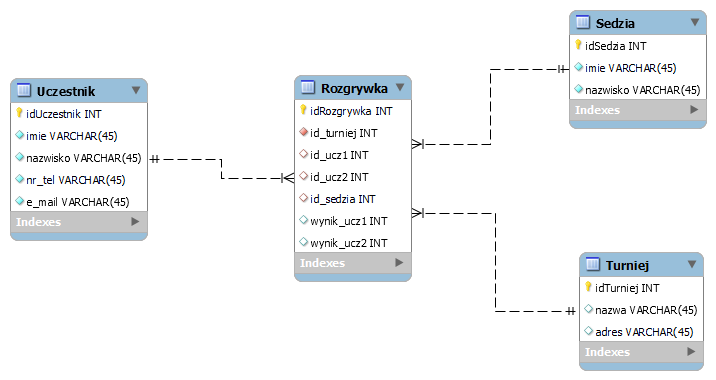 Uczestnik
idUczestnik INT
imie VARCHAR(45)
nazwisko VARCHAR(45)
nr_tel VARCHAR(45)
e_mail VARCHAR(45)
Indexes
Rozgrywka
idRozgrywka INT
id_turniej INT
id_ucz1 INT
id_ucz2 INT
id_sedzia INT
wynik_ucz1 INT
wynik_ucz2 INT
Indexes
Sedzia
idSedzia INT
imie VARCHAR(45)
nazwisko VARCHAR(45)
Indexes
Turniej
idTurniej INT
nazwa VARCHAR(45)
adres VARCHAR(45)
Indexes